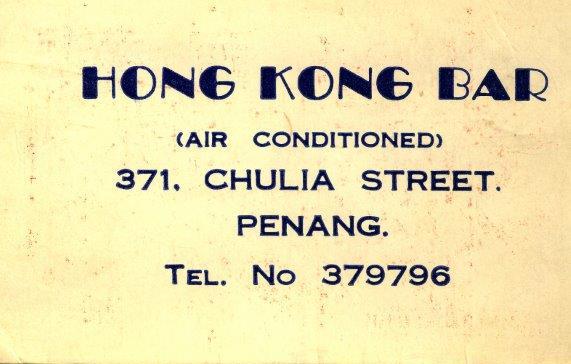 HONG KONG BAR
(AIR CONDITIONED)
371, CHULIA STREET.
PENANG.
TEL. NO 379796